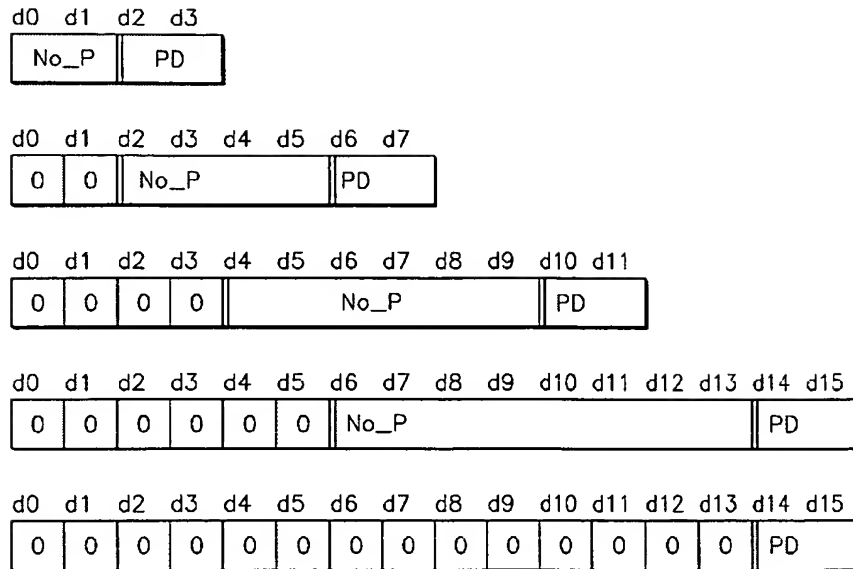 d0 d1 d2 d3
No_P PD
d0 d1 d2 d3 d4 d5 d6 d7
0 0 No_P PD
d0 d1 d2 d3 d4 d5 d6 d7 d8 d9 d10 d11
0 0 0 0 No_P PD
d0 d1 d2 d3 d4 d5 d6 d7 d8 d9 d10 d11 d12 d13 d14 d15
0 0 0 0 0 0 No_P PD
d0 d1 d2 d3 d4 d5 d6 d7 d8 d9 d10 d11 d12 d13 d14 d15
0 0 0 0 0 0 0 0 0 0 0 0 0 0 PD